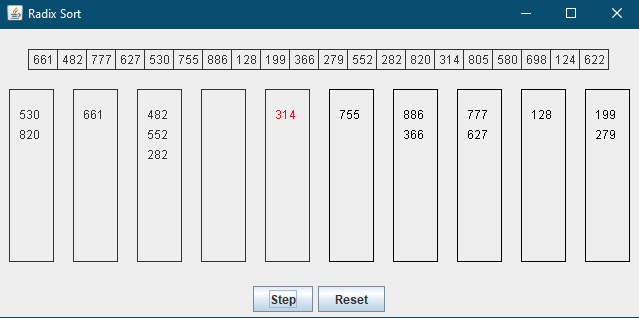 Radix Sort
661 482 777 627 530 755 886 128 199 366 279 552 282 820 314 805 580 698 124 622
530 661 482 314 755 886 777 128 199
820 552 366 627 279
282
Step Reset